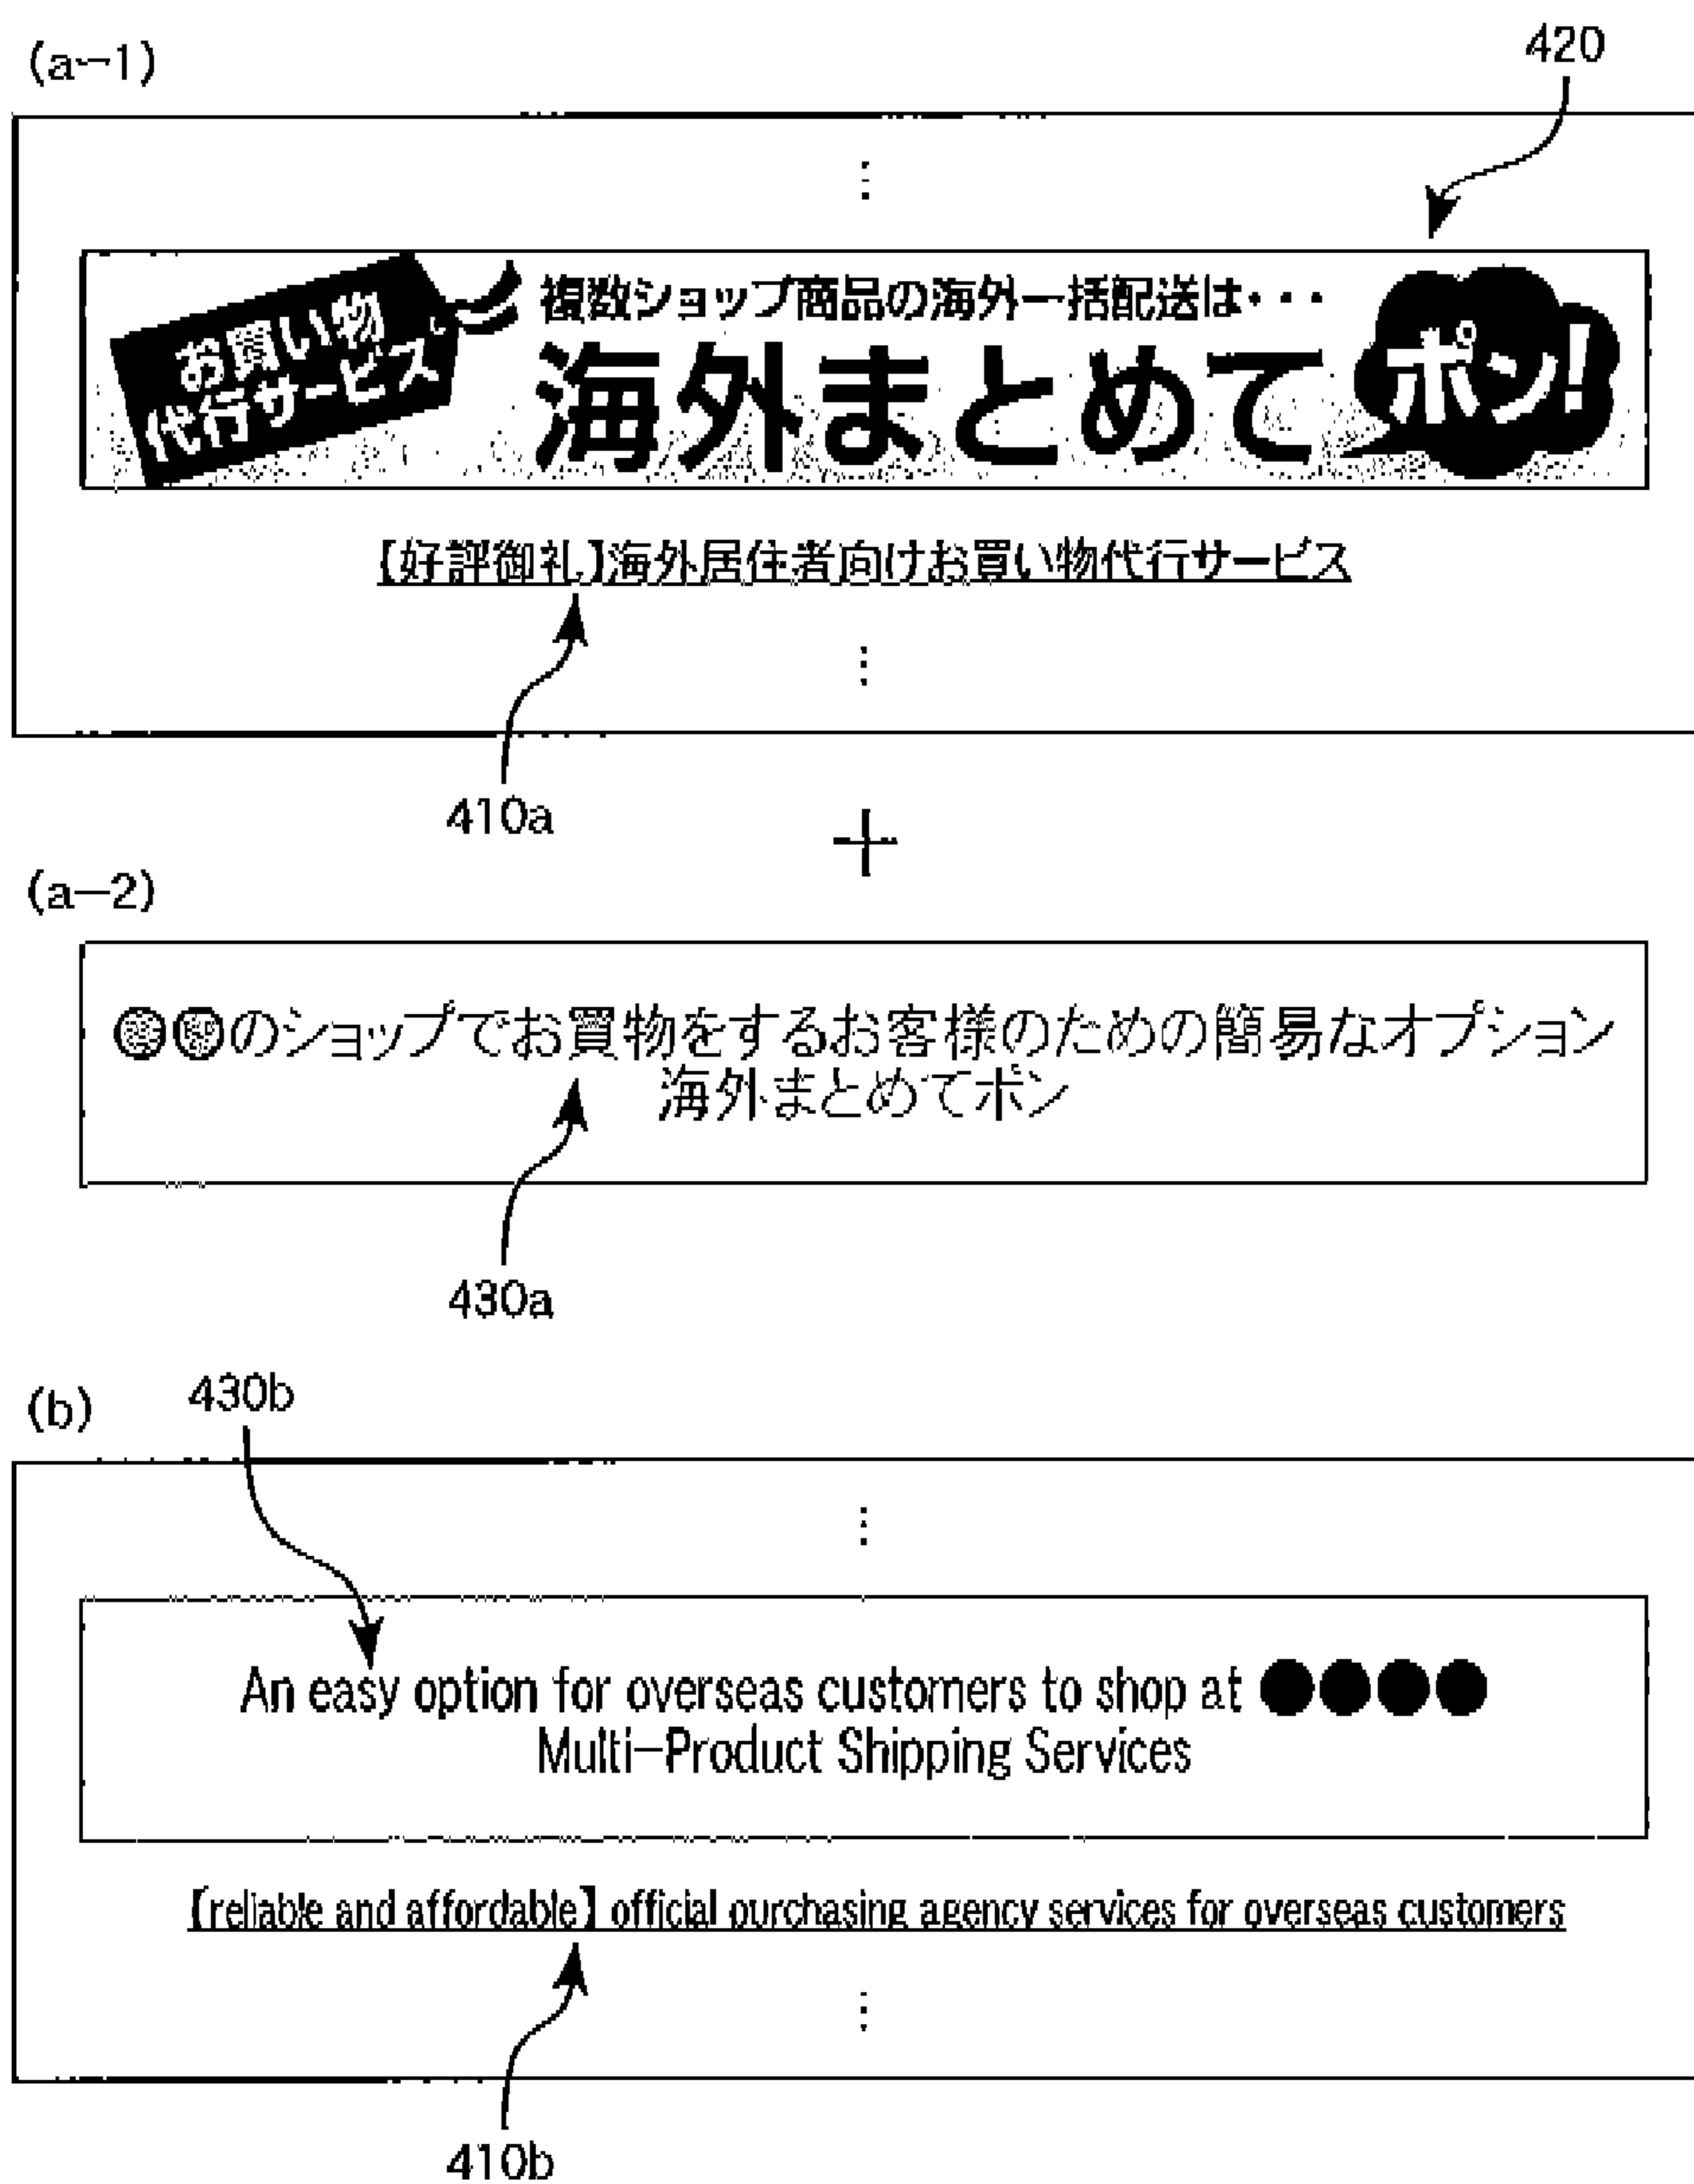 (a-1)
420
お買い物
代行サービス
複数ショップ商品の海外一括配送は・・・
海外まとめて
ポン!
【好評御礼】海外居住者向けお買い物代行サービス
410a
+
(a-2)
のショップでお買物をするお客様のための簡易なオプション
海外まとめてポン
430a
(b)
430b
An easy option for overseas customers to shop at ●●●●
Multi-Product Shipping Services
【reliable and affordable】 official purchasing agency services for overseas customers
410b